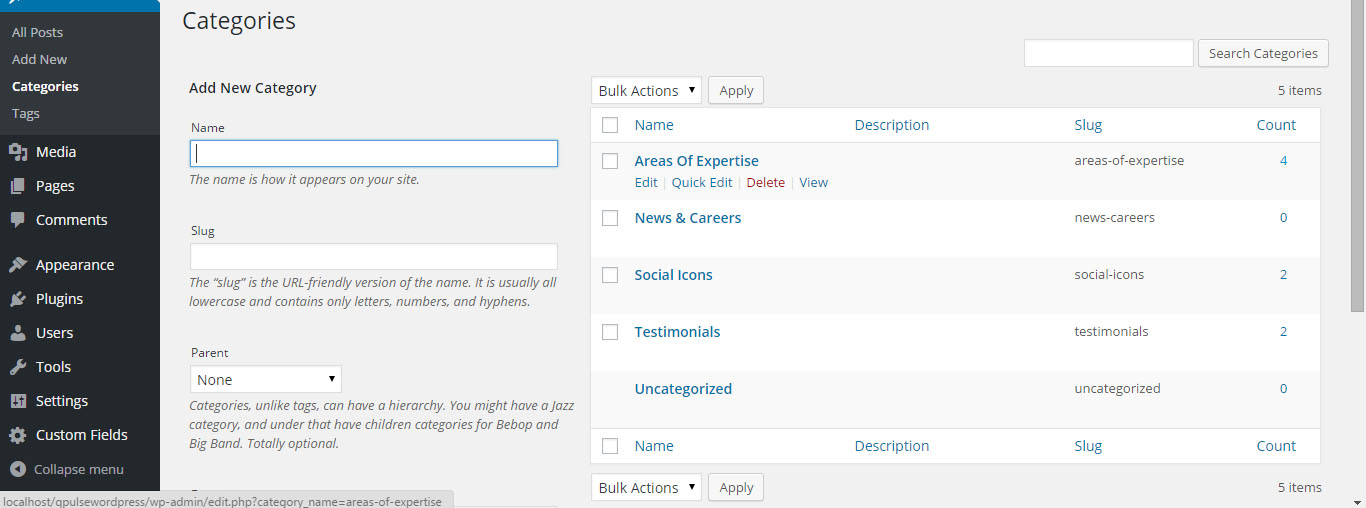 Categories
All Posts
Add New
Categories
Tags
Media
Pages
Comments
Appearance
Plugins
Users
Tools
Settings
Custom Fields
Collapse menu
Search Categories
Add New Category
Name
The name is how it appears on your site.
Slug
The “slug” is the URL-friendly version of the name. It is usually all
lowercase and contains only letters, numbers, and hyphens.
Parent
None
Categories, unlike tags, can have a hierarchy. You might have a Jazz
category, and under that have children categories for Bebop and
Big Band. Totally optional.
Bulk Actions Apply 5 items
Name Description Slug Count
Areas Of Expertise areas-of-expertise 4
Edit | Quick Edit | Delete | View
News & Careers news-careers 0
Social Icons social-icons 2
Testimonials testimonials 2
Uncategorized uncategorized 0
Name Description Slug Count
Bulk Actions Apply 5 items
localhost/qpulsewordpress/wp-admin/edit.php?category_name=areas-of-expertise